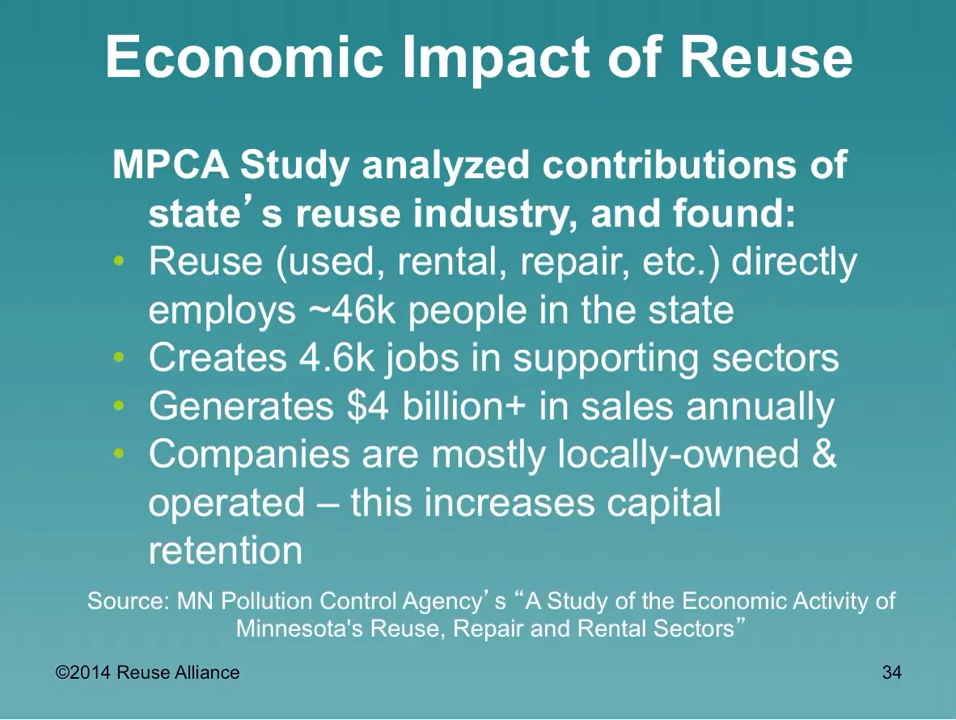 Economic Impact of Reuse
MPCA Study analyzed contributions of
state’s reuse industry, and found:
• Reuse (used, rental, repair, etc.) directly
employs ~46k people in the state
• Creates 4.6k jobs in supporting sectors
• Generates $4 billion+ in sales annually
• Companies are mostly locally-owned &
operated – this increases capital
retention
Source: MN Pollution Control Agency’s “A Study of the Economic Activity of
Minnesota's Reuse, Repair and Rental Sectors”
©2014 Reuse Alliance
34